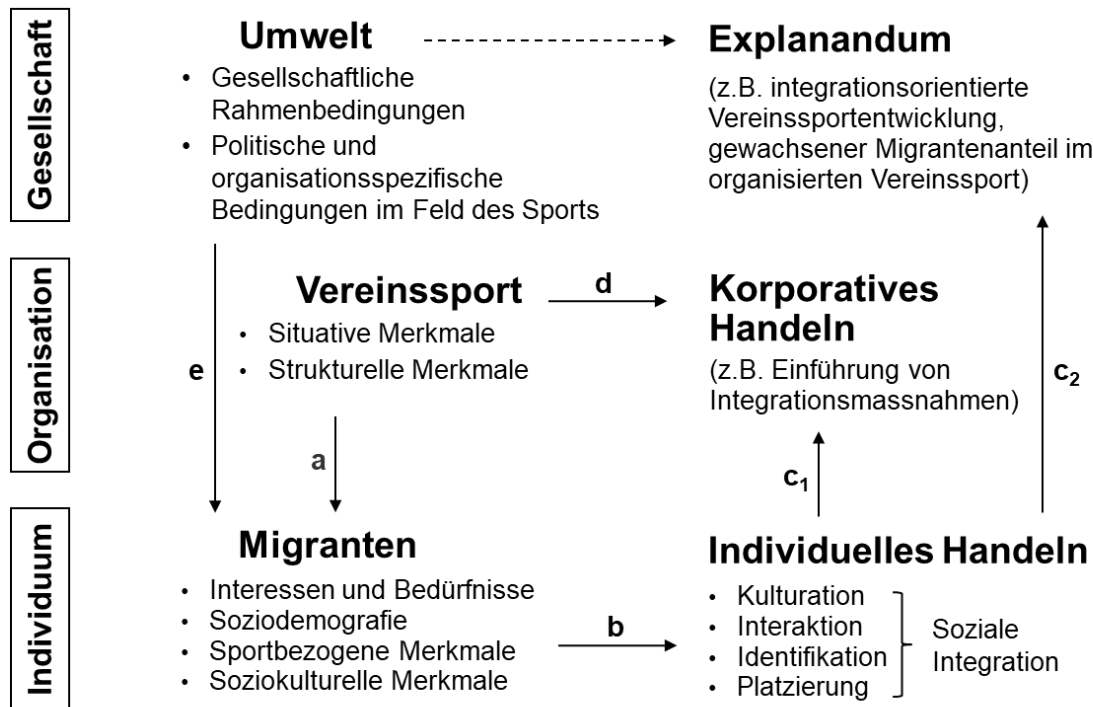 Gesellschaft
Umwelt
• Gesellschaftliche
Rahmenbedingungen
• Politische und
organisationsspezifische
Bedingungen im Feld des Sports
Explanandum
(z.B. integrationsorientierte
Vereinssportentwicklung,
gewachsener Migrantenanteil im
organisierten Vereinssport)
Organisation
Vereinssport
• Situative Merkmale
• Strukturelle Merkmale
d
Korporatives
Handeln
(z.B. Einführung von
Integrationsmassnahmen)
e
a
c₁
c₂
Individuum
Migranten
• Interessen und Bedürfnisse
• Soziodemografie
• Sportbezogene Merkmale
• Soziokulturelle Merkmale
b
Individuelles Handeln
• Kulturation
• Interaktion
• Identifikation
• Platzierung
Soziale
Integration